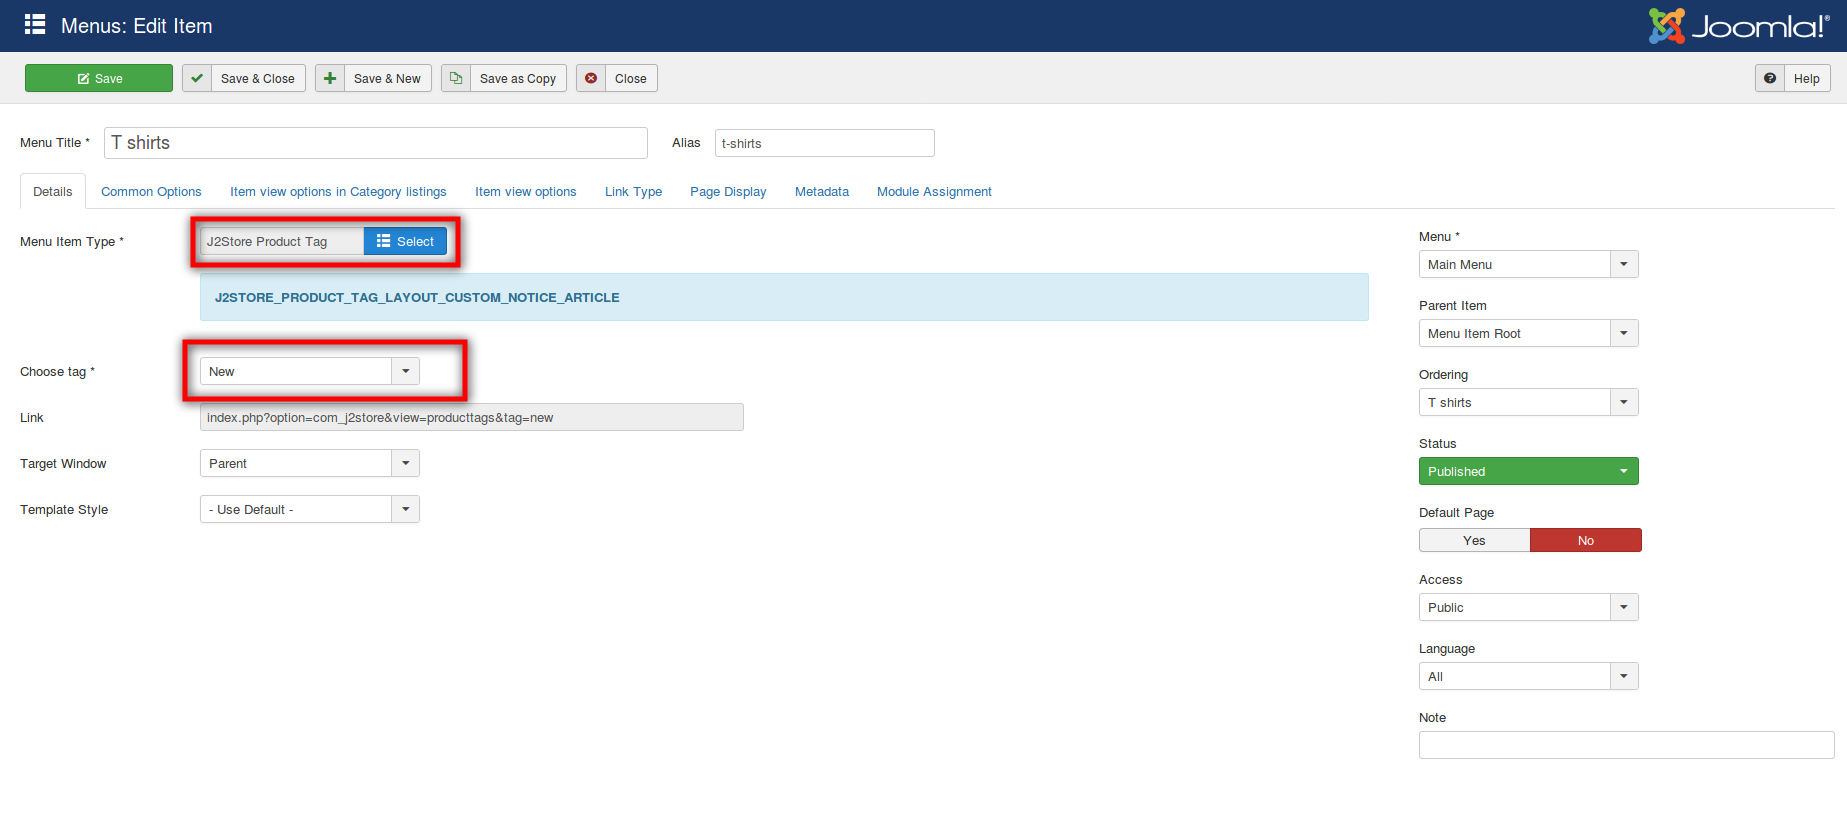 Menus: Edit Item
Joomla!®
Save
Save & Close
Save & New
Save as Copy
Close
Help
Menu Title *
T shirts
Alias
t-shirts
Details
Common Options
Item view options in Category listings
Item view options
Link Type
Page Display
Metadata
Module Assignment
Menu Item Type *
J2Store Product Tag
Select
J2STORE_PRODUCT_TAG_LAYOUT_CUSTOM_NOTICE_ARTICLE
Choose tag *
New
Link
index.php?option=com_j2store&view=producttags&tag=new
Target Window
Parent
Template Style
- Use Default -
Menu *
Main Menu
Parent Item
Menu Item Root
Ordering
T shirts
Status
Published
Default Page
Yes
No
Access
Public
Language
All
Note